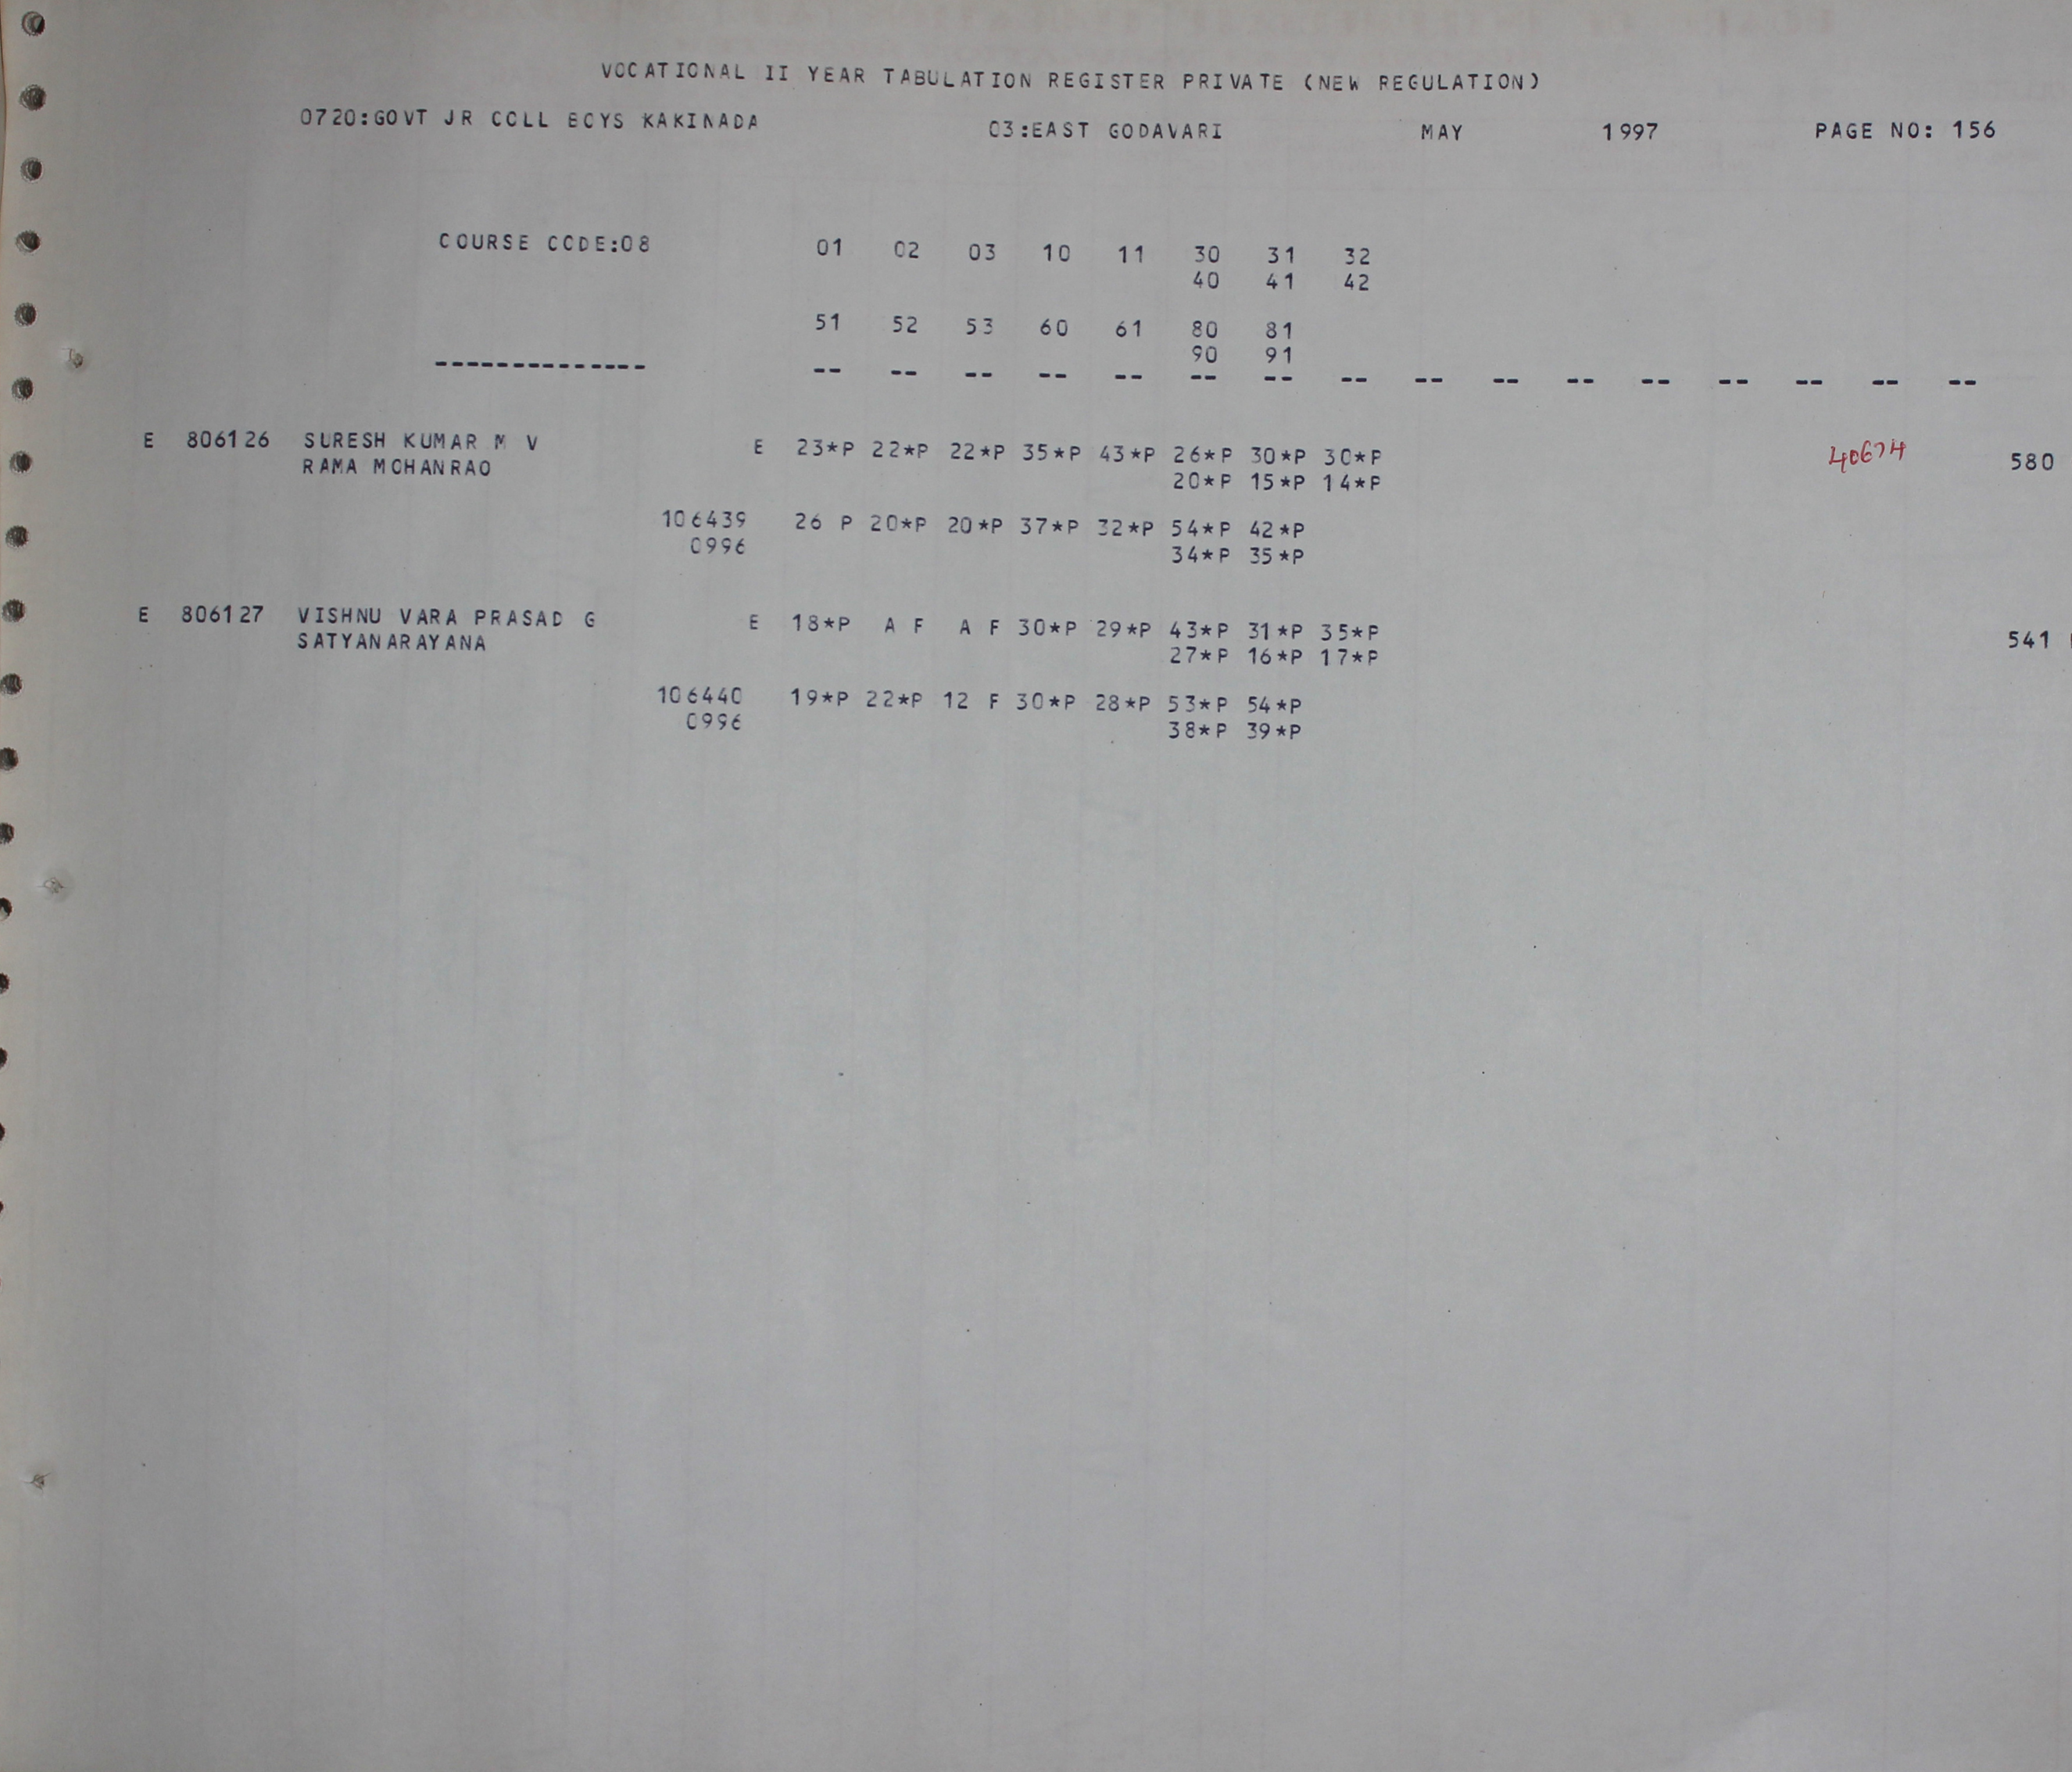 VOCATIONAL II YEAR TABULATION REGISTER PRIVATE (NEW REGULATION)
0720:GOVT JR COLL BOYS KAKINADA 03:EAST GODAVARI MAY 1997 PAGE NO: 156
COURSE CODE:08 01 02 03 10 11 30 31 32
40 41 42
51 52 53 60 61 80 81
90 91
-------------- -- -- -- -- -- -- -- -- -- -- -- -- -- -- -- --
E 806126 SURESH KUMAR M V E 23*P 22*P 22*P 35*P 43*P 26*P 30*P 30*P 40674 580
RAMA MOHANRAO 20*P 15*P 14*P
106439 26 P 20*P 20*P 37*P 32*P 54*P 42*P
0996 34*P 35*P
E 806127 VISHNU VARA PRASAD G E 18*P A F A F 30*P 29*P 43*P 31*P 35*P 541
SATYANARAYANA 27*P 16*P 17*P
106440 19*P 22*P 12 F 30*P 28*P 53*P 54*P
0996 38*P 39*P